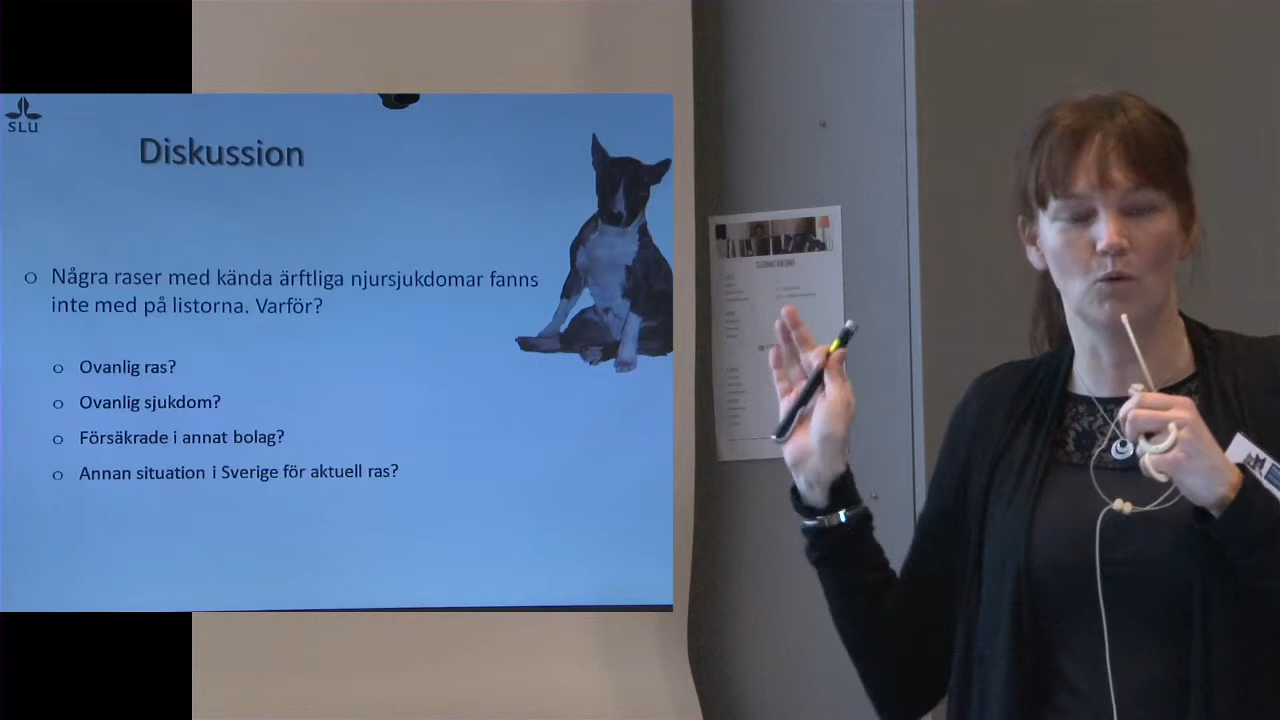 SLU
Diskussion
o Några raser med kända ärftliga njursjukdomar fanns
inte med på listorna. Varför?
o Ovanlig ras?
o Ovanlig sjukdom?
o Försäkrade i annat bolag?
o Annan situation i Sverige för aktuell ras?